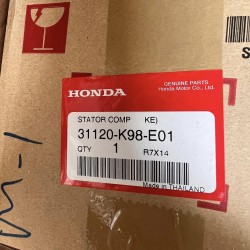 HONDA
GENUINE PARTS
Honda Motor Co., Ltd.
STATOR COMP KE)
31120-K98-E01
QTY 1 R7X14
Made in THAILAND